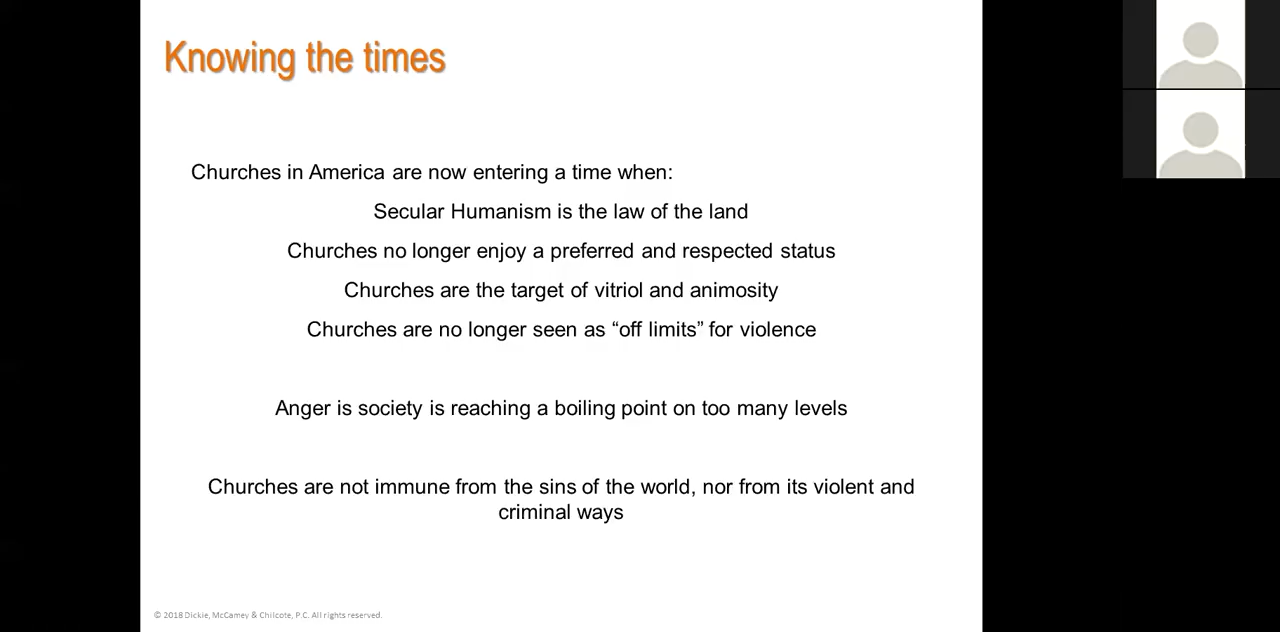 Knowing the times
Churches in America are now entering a time when:
Secular Humanism is the law of the land
Churches no longer enjoy a preferred and respected status
Churches are the target of vitriol and animosity
Churches are no longer seen as “off limits” for violence
Anger is society is reaching a boiling point on too many levels
Churches are not immune from the sins of the world, nor from its violent and
criminal ways
© 2018 Dickie, McCamey & Chilcote, P.C. All rights reserved.